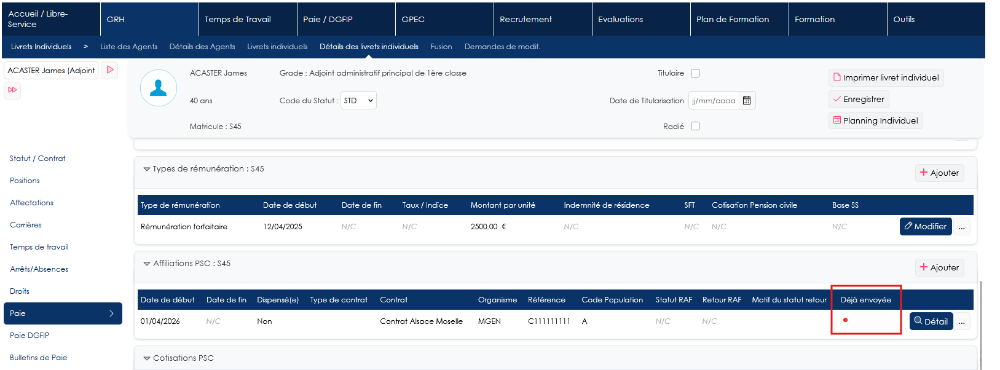 Accueil / Libre-Service GRH Temps de Travail Paie / DGFIP GPEC Recrutement Evaluations Plan de Formation Formation Outils
Livrets Individuels > Liste des Agents Détails des Agents Livrets individuels Détails des livrets individuels Fusion Demandes de modif.
ACASTER James (Adjoint
ACASTER James Grade : Adjoint administratif principal de 1ère classe Titulaire
40 ans Code du Statut : STD Date de Titularisation jj/mm/aaaa
Matricule : S45 Radié
Imprimer livret individuel
Enregistrer
Planning Individuel
Statut / Contrat
Positions
Affectations
Carrières
Temps de travail
Arrêts/Absences
Droits
Paie
Paie DGFIP
Bulletins de Paie
Types de rémunération : S45
+ Ajouter
Type de rémunération Date de début Date de fin Taux / Indice Montant par unité Indemnité de résidence SFT Cotisation Pension civile Base SS
Rémunération forfaitaire 12/04/2025 N/C N/C 2500.00 € N/C N/C N/C N/C Modifier ...
Affiliations PSC : S45
+ Ajouter
Date de début Date de fin Dispensé(e) Type de contrat Contrat Organisme Référence Code Population Statut RAF Retour RAF Motif du statut retour Déjà envoyée
01/04/2026 N/C Non Contrat Alsace Moselle MGEN C111111111 A N/C N/C Détail ...
Cotisations PSC